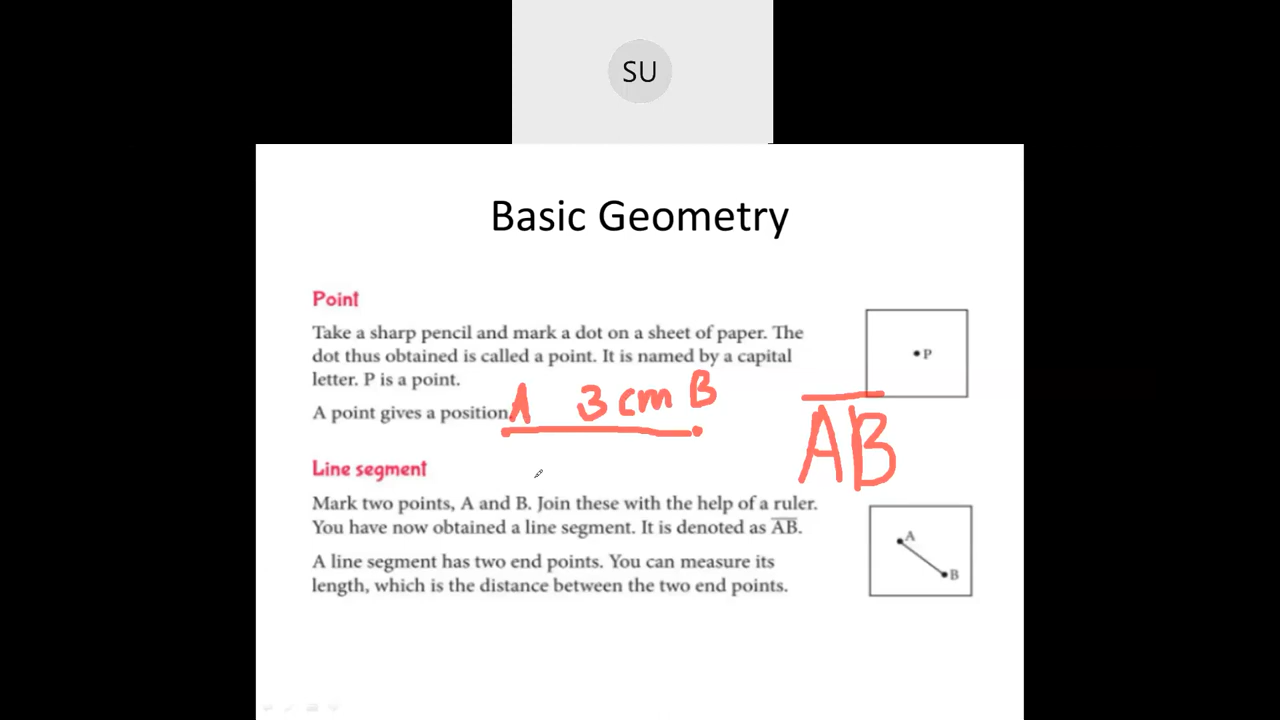 SU
Basic Geometry
Point
Take a sharp pencil and mark a dot on a sheet of paper. The
dot thus obtained is called a point. It is named by a capital
letter. P is a point.
P
A point gives a position.
A 3 cm B
A̅B̅
Line segment
Mark two points, A and B. Join these with the help of a ruler.
You have now obtained a line segment. It is denoted as A̅B̅.
A line segment has two end points. You can measure its
length, which is the distance between the two end points.
A
B